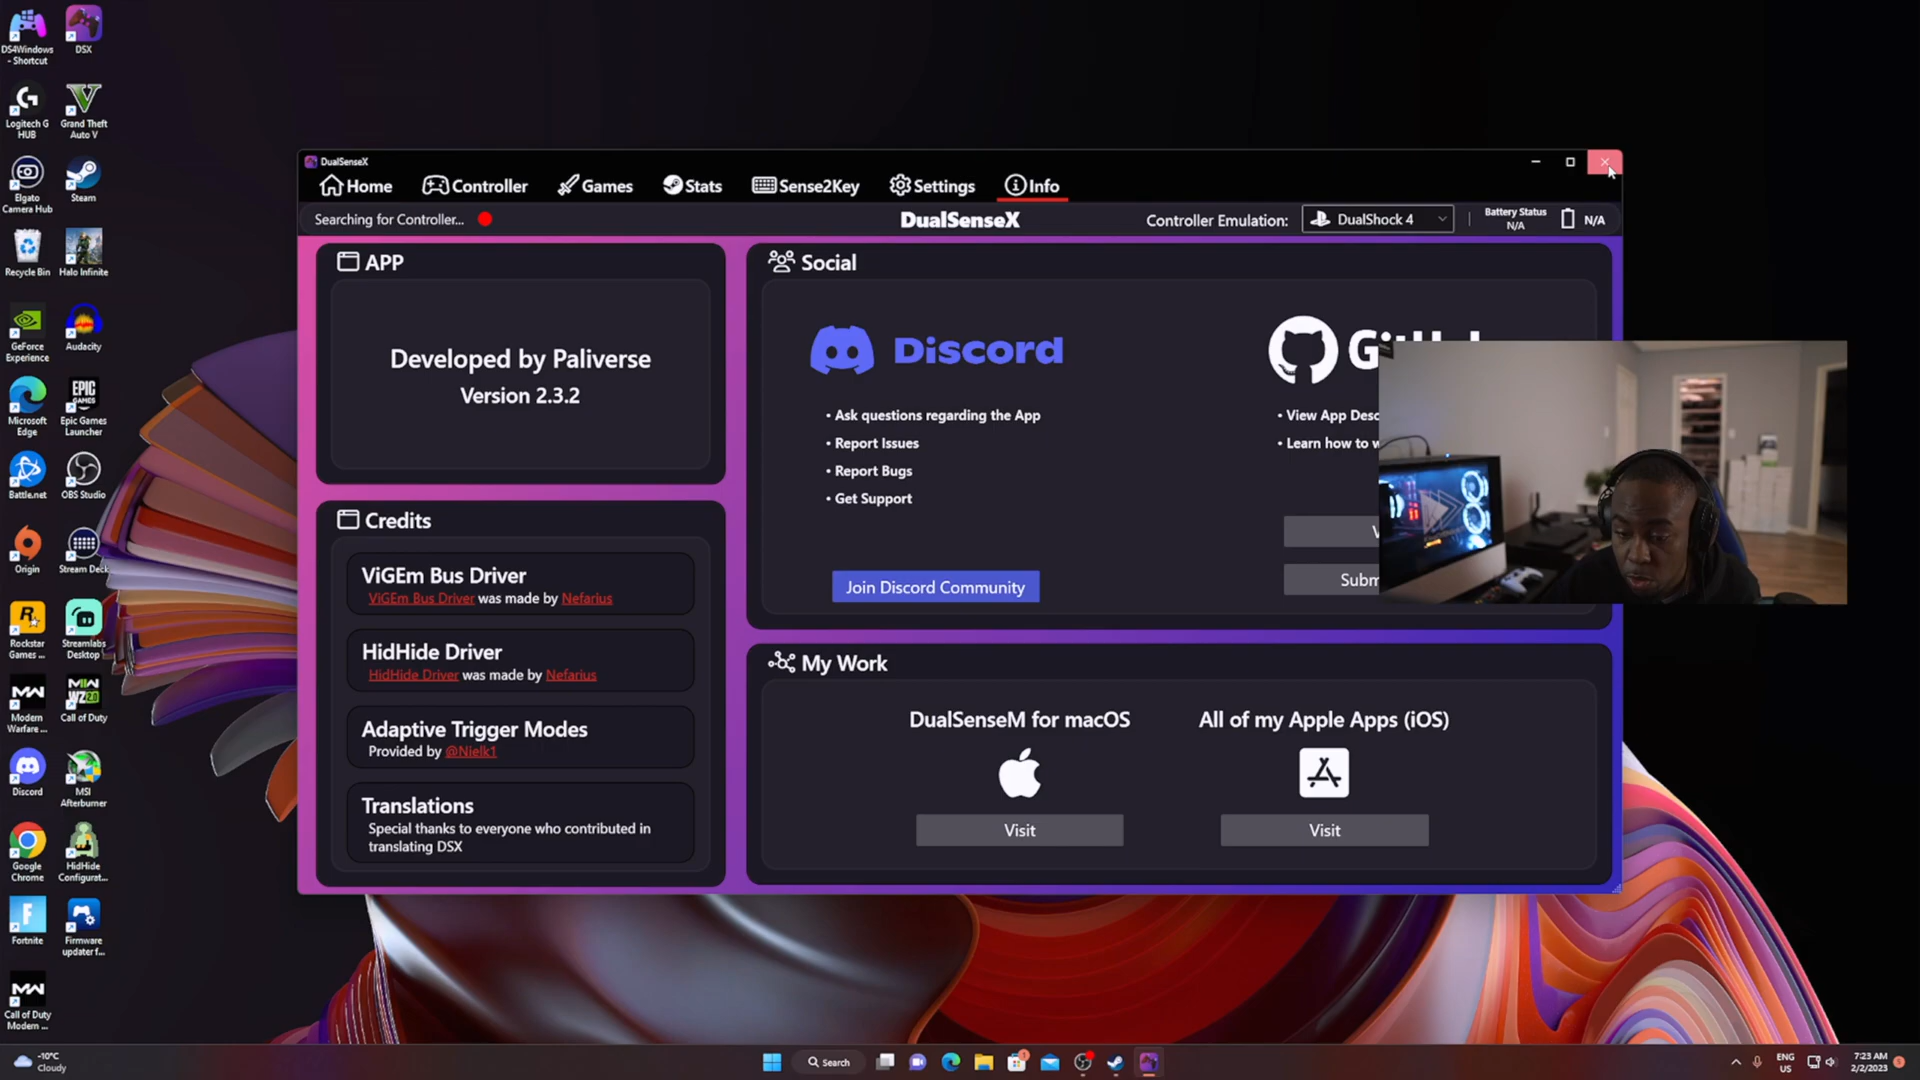 DS4Windows
- Shortcut
DSX
Logitech G
HUB
Grand Theft
Auto V
Elgato
Camera Hub
Steam
Recycle Bin
Halo Infinite
GeForce
Experience
Audacity
Microsoft
Edge
EPIC
GAMES
Epic Games
Launcher
Battle.net
OBS Studio
Origin
Stream Deck
Rockstar
Games ...
Streamlabs
Desktop
Modern
Warfare ...
Call of Duty
Discord
MSI
Afterburner
Google
Chrome
HidHide
Configurat...
Fortnite
Firmware
updater f...
Call of Duty
Modern ...
DualSenseX
Home
Controller
Games
Stats
Sense2Key
Settings
Info
Searching for Controller...
DualSenseX
Controller Emulation:
DualShock 4
Battery Status
N/A
N/A
APP
Developed by Paliverse
Version 2.3.2
Credits
ViGEm Bus Driver
ViGEm Bus Driver was made by Nefarius
HidHide Driver
HidHide Driver was made by Nefarius
Adaptive Trigger Modes
Provided by @Nielk1
Translations
Special thanks to everyone who contributed in
translating DSX
Social
Discord
• Ask questions regarding the App
• Report Issues
• Report Bugs
• Get Support
Join Discord Community
GitHub
• View App Desc
• Learn how to w
Subm
My Work
DualSenseM for macOS
Visit
All of my Apple Apps (iOS)
Visit
-10°C
Cloudy
Search
ENG
US
7:23 AM
2/2/2023